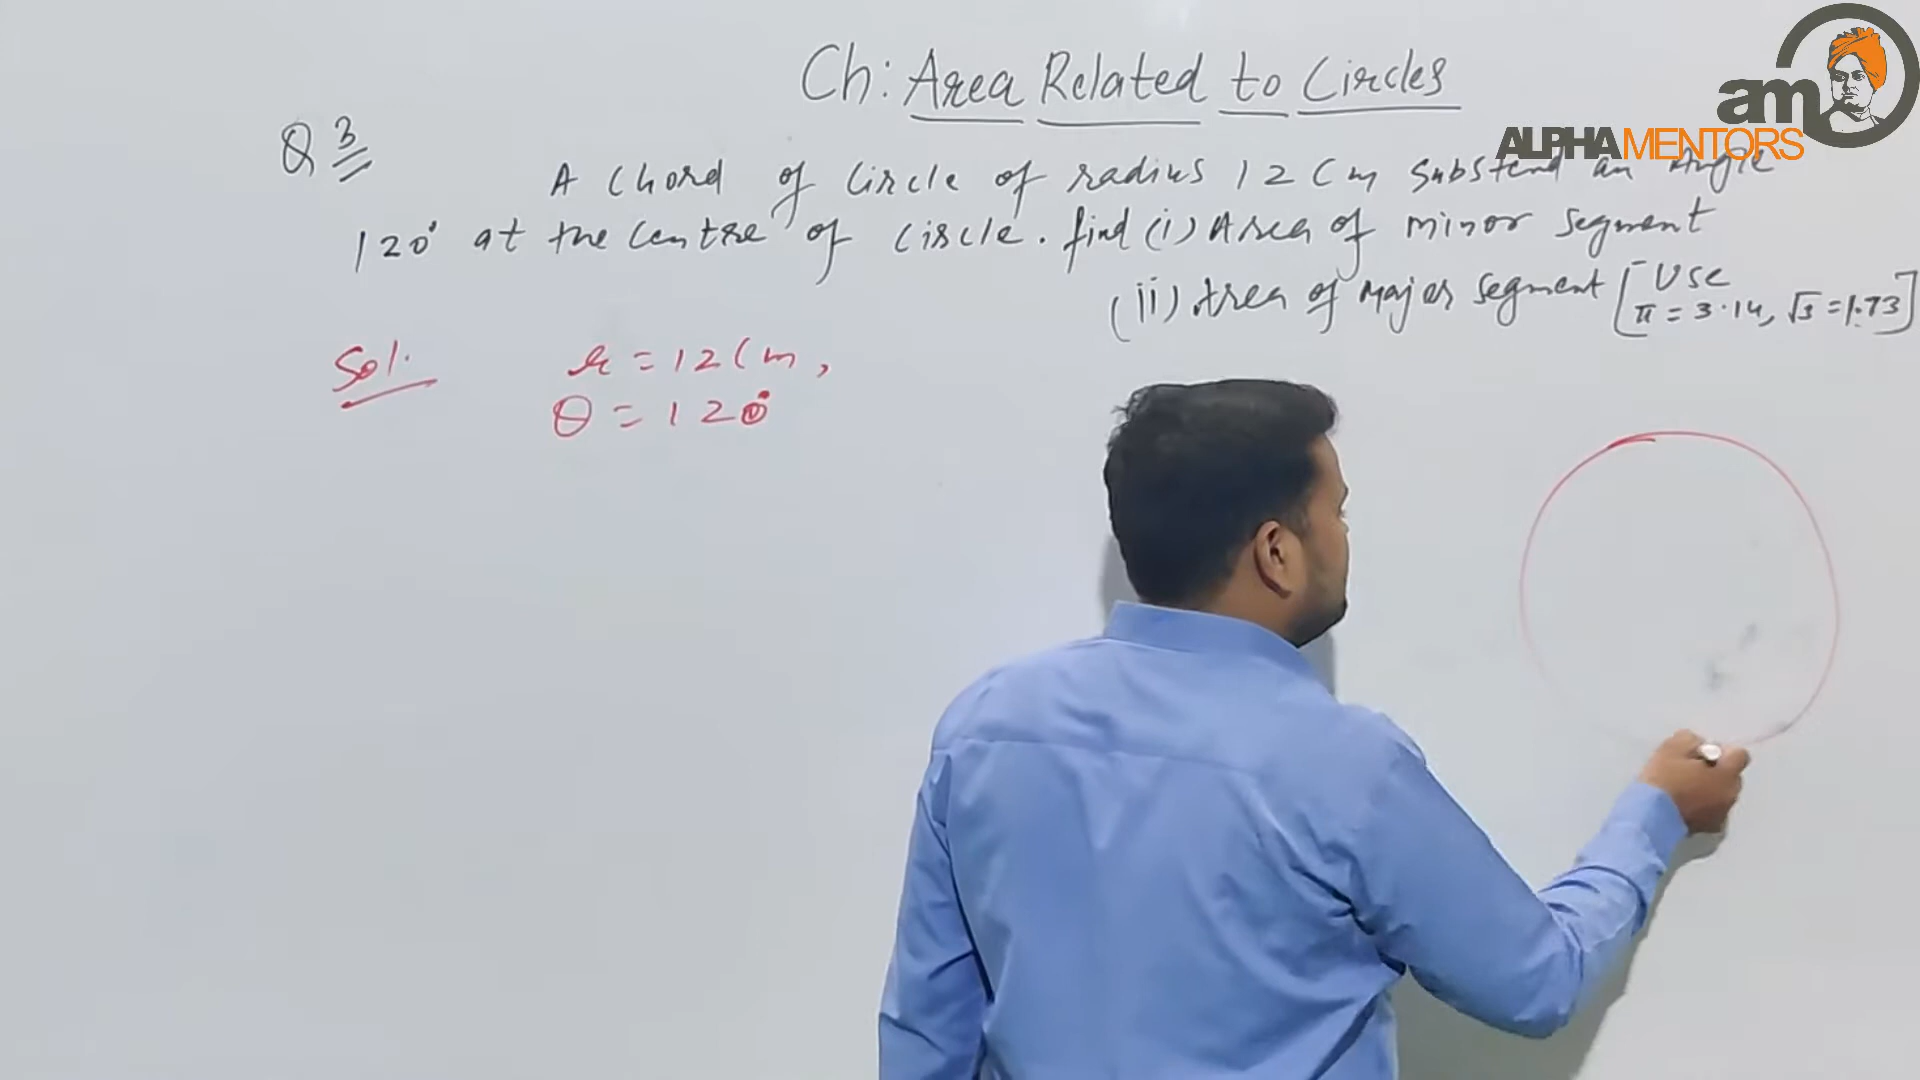 Ch: Area Related to Circles
am
ALPHAMENTORS
Q 3
A Chord of Circle of radius 12 Cm Substend an Angle
120° at the Centre of Circle. find (i) Area of minor segment
(ii) Area of Major segment [Use
π = 3.14, √3 = 1.73]
Sol.
r = 12 Cm,
θ = 120°